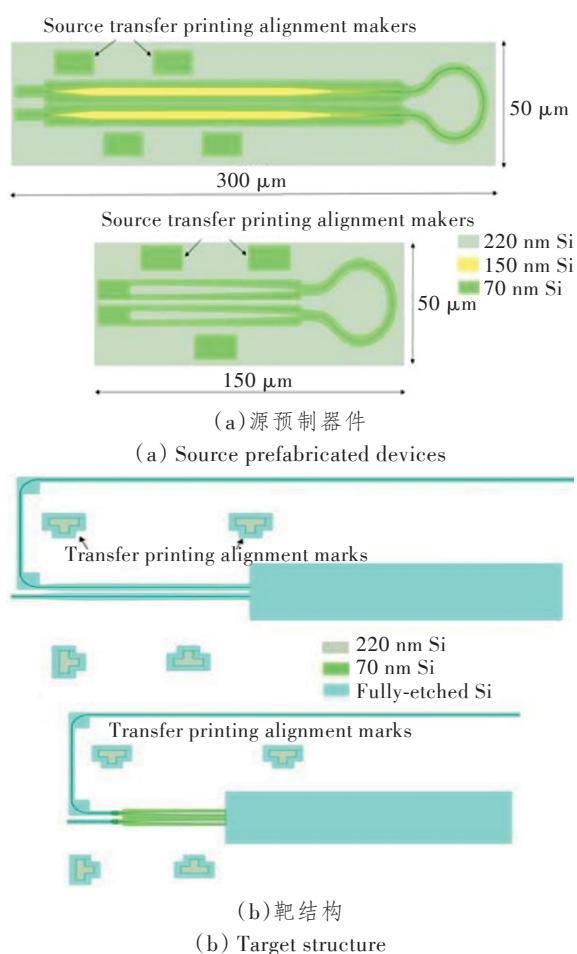 Source transfer printing alignment makers
50 μm
300 μm
Source transfer printing alignment makers
220 nm Si
150 nm Si
70 nm Si
50 μm
150 μm
(a)源预制器件
(a) Source prefabricated devices
Transfer printing alignment marks
220 nm Si
70 nm Si
Fully-etched Si
Transfer printing alignment marks
(b)靶结构
(b) Target structure